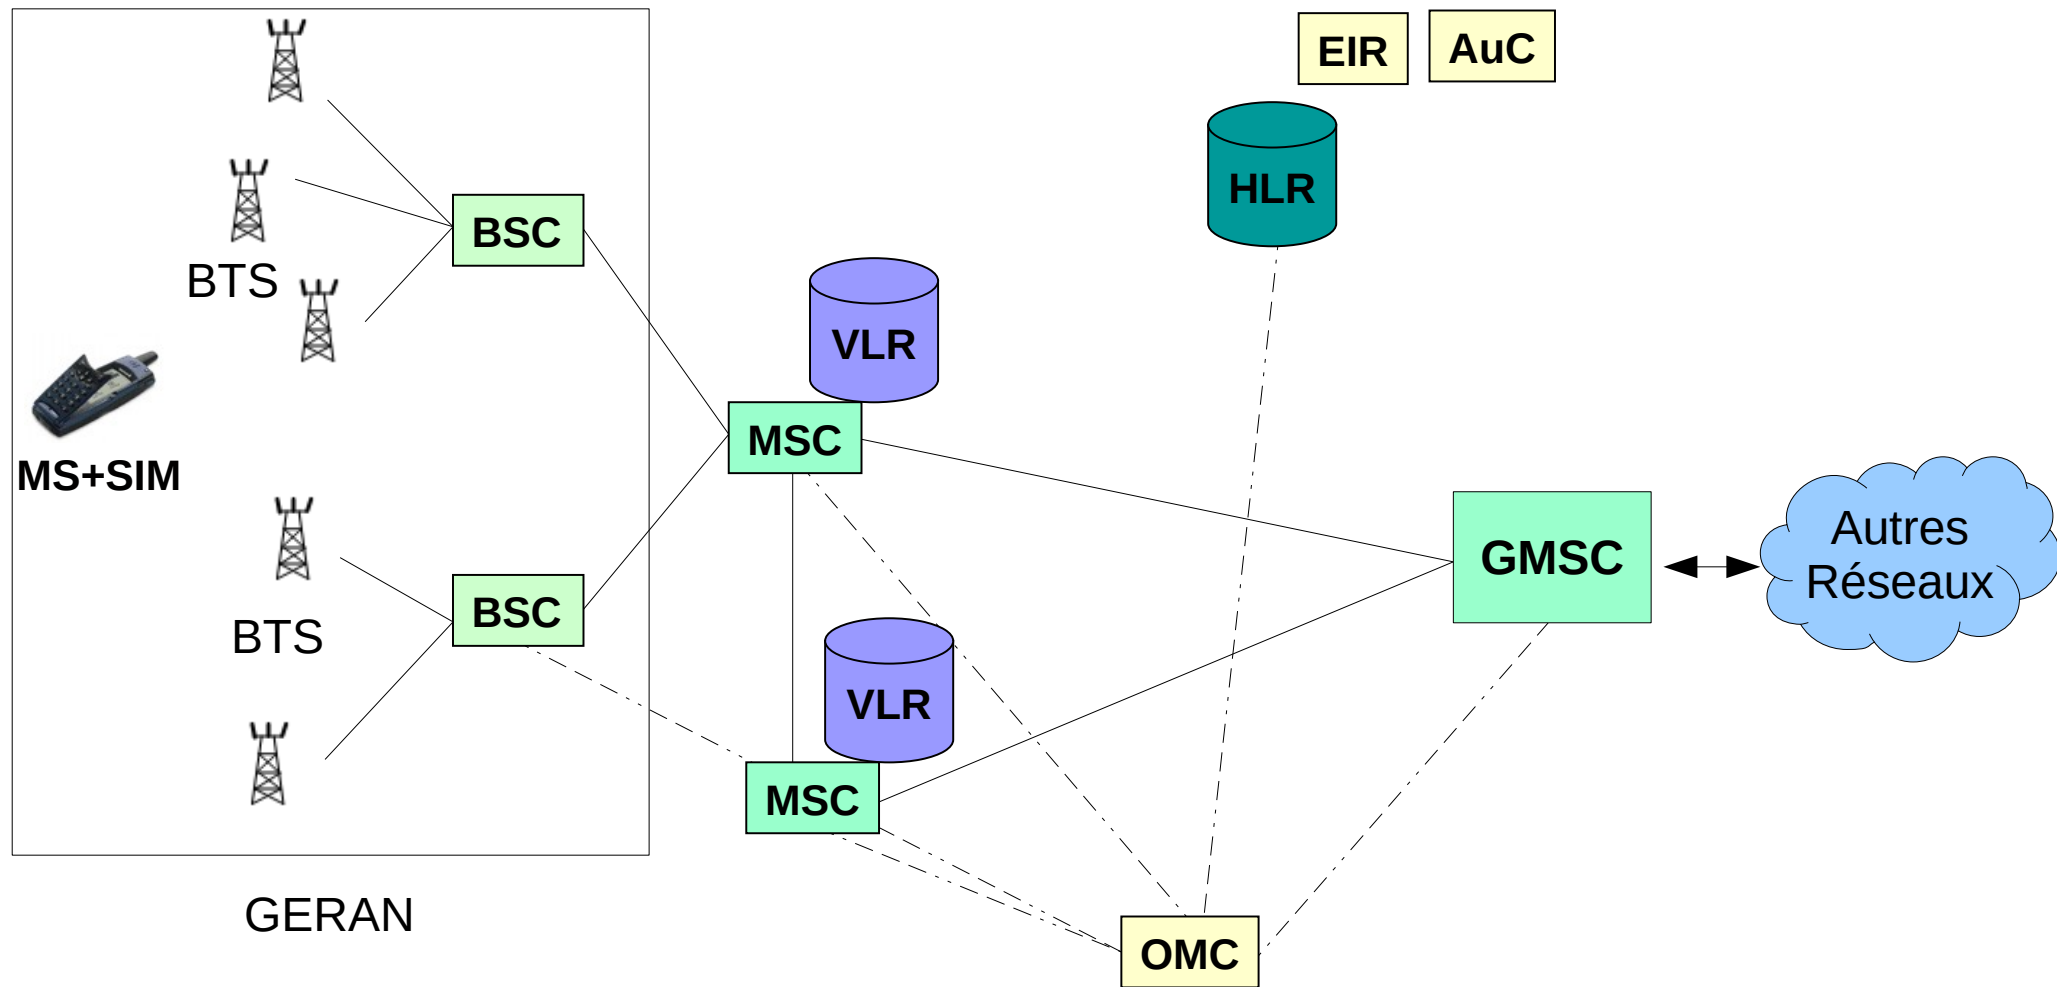 EIR
AuC
HLR
BSC
BTS
VLR
MSC
MS+SIM
Autres
Réseaux
GMSC
BSC
BTS
VLR
MSC
GERAN
OMC